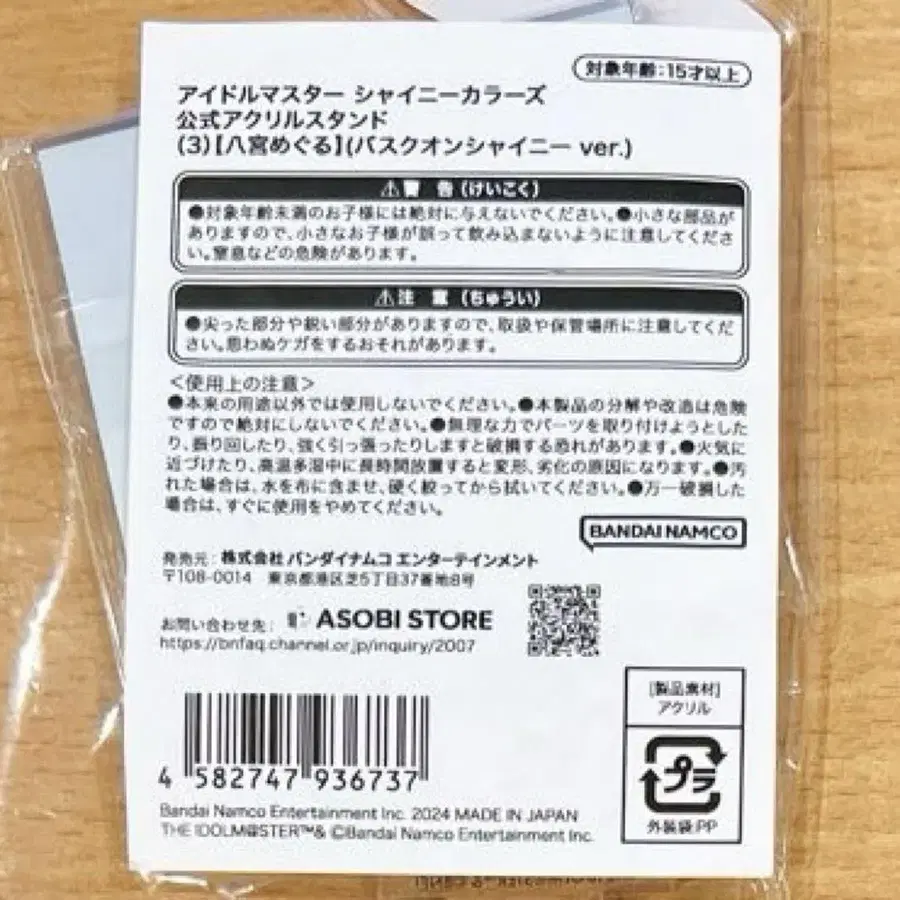 対象年齢:15才以上
アイドルマスター シャイニーカラーズ
公式アクリルスタンド
(3)【八宮めぐる】(バスクオンシャイニー ver.)
⚠警 告 (けいこく)
●対象年齢未満のお子様には絶対に与えないでください。●小さな部品が
ありますので、小さなお子様が誤って飲み込まないように注意してくださ
い。窒息などの危険があります。
⚠注 意 (ちゅうい)
●尖った部分や鋭い部分がありますので、取扱や保管場所に注意してくだ
さい。思わぬケガをするおそれがあります。
<使用上の注意>
●本来の用途以外では使用しないでください。●本製品の分解や改造は危険
ですので絶対にしないでください。●無理な力でパーツを取り付けようとした
り、振り回したり、強く引っ張ったりしますと破損する恐れがあります。●火気に
近づけたり、高温多湿中に長時間放置すると変形、劣化の原因になります。●汚
れた場合は、水を布に含ませ、硬く絞ってから拭いてください。●万一破損した
場合は、すぐに使用をやめてください。
BANDAI NAMCO
発売元: 株式会社 バンダイナムコ エンターテインメント
〒108-0014 東京都港区芝5丁目37番地8号
お問い合わせ先: ASOBI STORE
https://bnfaq.channel.or.jp/inquiry/2007
[製品素材]
アクリル
プラ
外装袋:PP
4 582747 936737
Bandai Namco Entertainment Inc. 2024 MADE IN JAPAN
THE IDOLM@STER™& ©Bandai Namco Entertainment Inc.